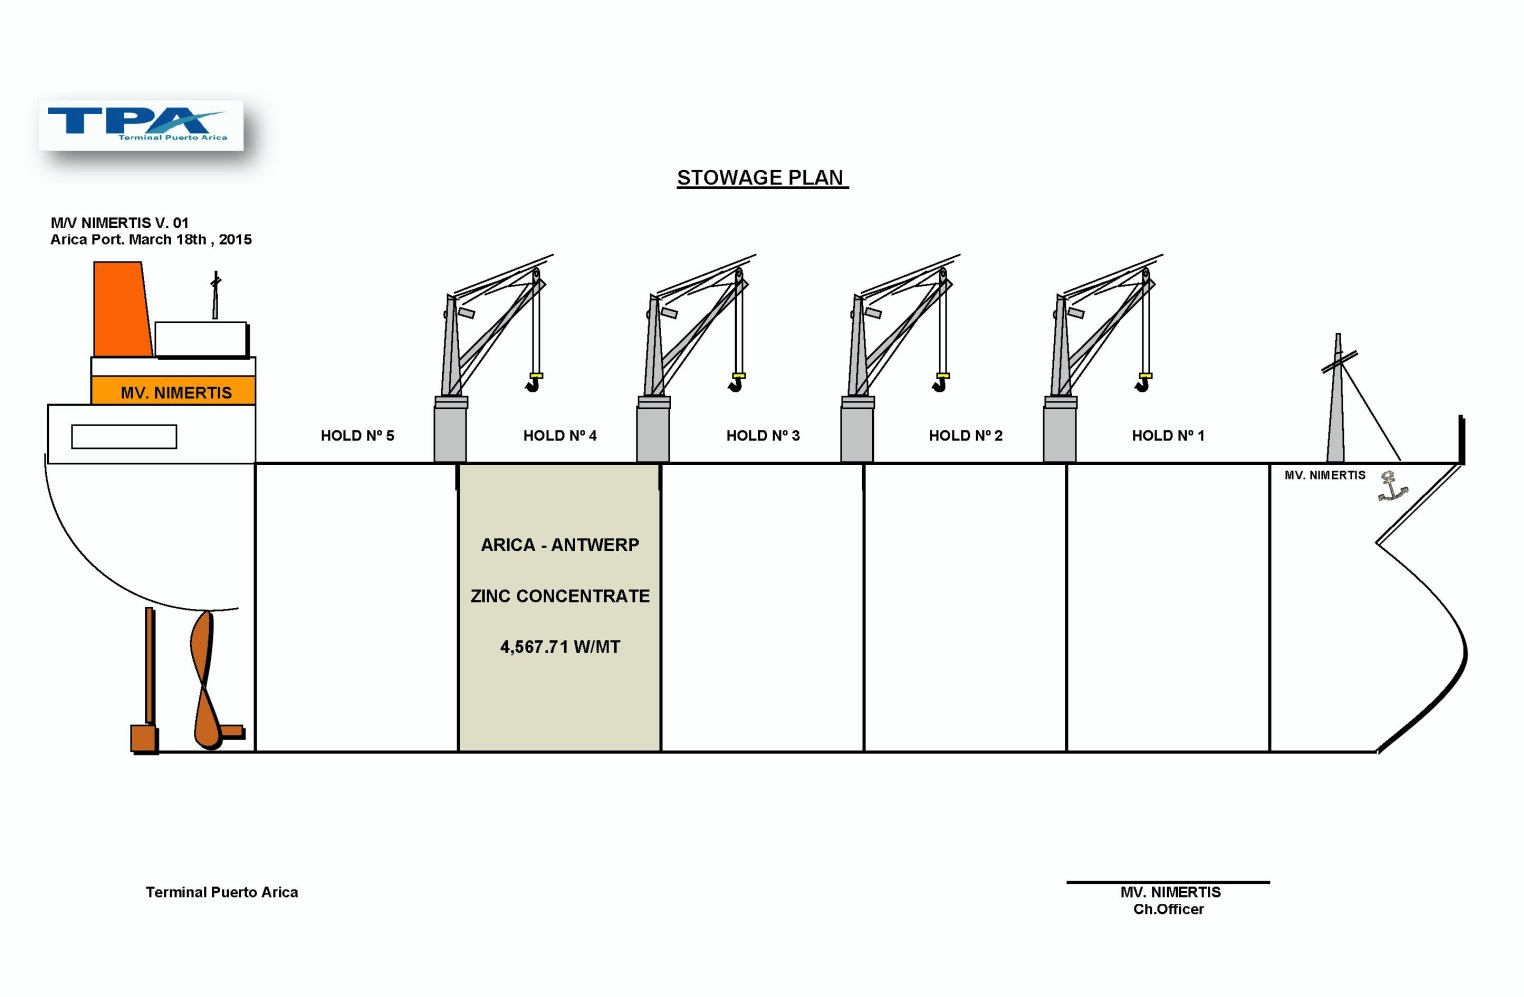 TPA
Terminal Puerto Arica
STOWAGE PLAN
M/V NIMERTIS V. 01
Arica Port. March 18th , 2015
MV. NIMERTIS
HOLD Nº 5
HOLD Nº 4
HOLD Nº 3
HOLD Nº 2
HOLD Nº 1
MV. NIMERTIS
ARICA - ANTWERP
ZINC CONCENTRATE
4,567.71 W/MT
Terminal Puerto Arica
MV. NIMERTIS
Ch.Officer